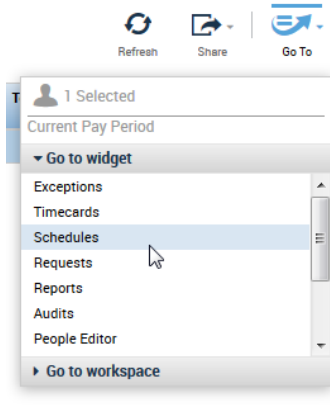 Refresh
Share
Go To
T
1 Selected
Current Pay Period
Go to widget
Exceptions
Timecards
Schedules
Requests
Reports
Audits
People Editor
Go to workspace